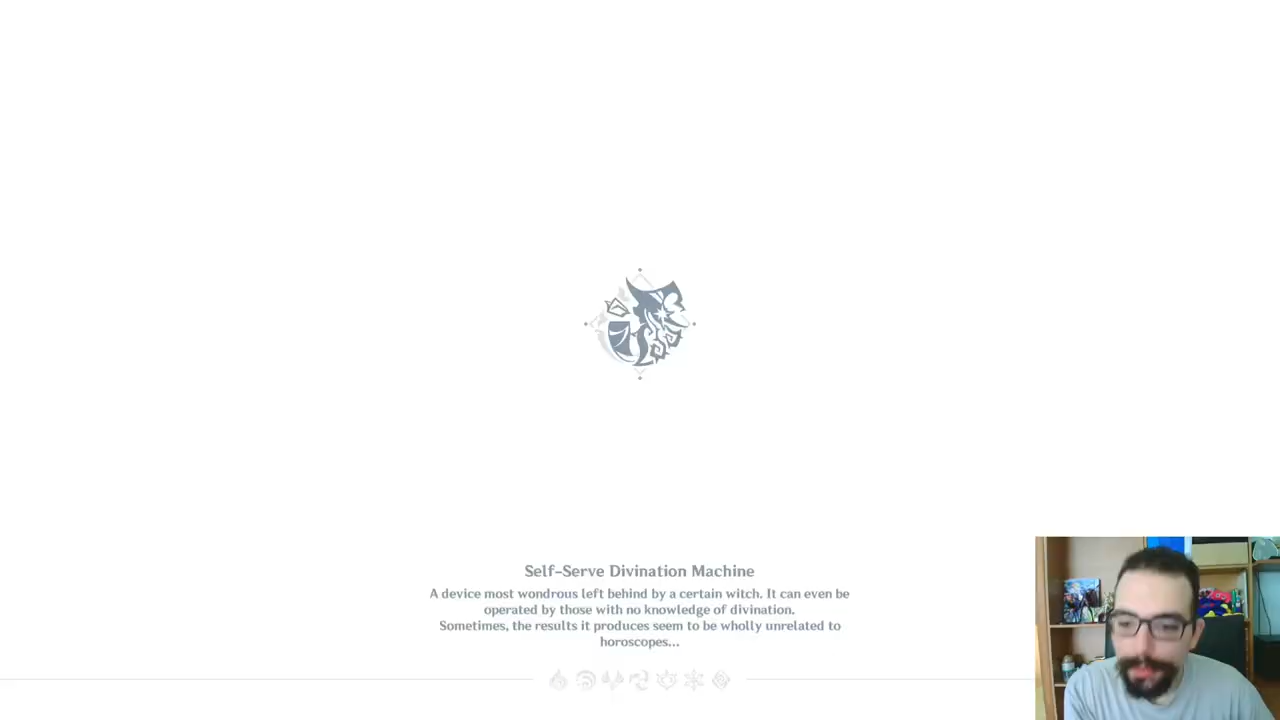 Self-Serve Divination Machine
A device most wondrous left behind by a certain witch. It can even be
operated by those with no knowledge of divination.
Sometimes, the results it produces seem to be wholly unrelated to
horoscopes...